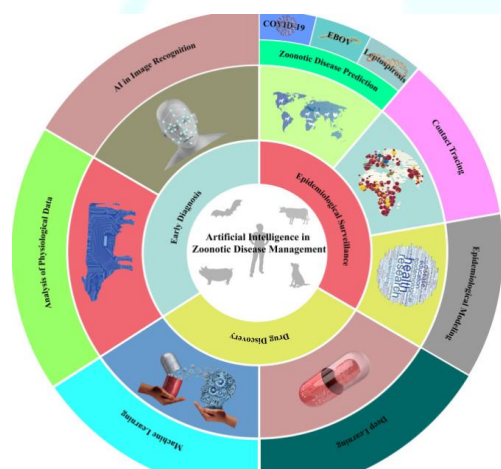 COVID-19
EBOV
Leptospirosis
Zoonotic Disease Prediction
AI in Image Recognition
Contact Tracing
Early Diagnosis
Epidemiological Surveillance
Artificial Intelligence in
Zoonotic Disease Management
Analysis of Physiological Data
health
Epidemiological Modeling
Drug Discovery
Machine Learning
Deep Learning